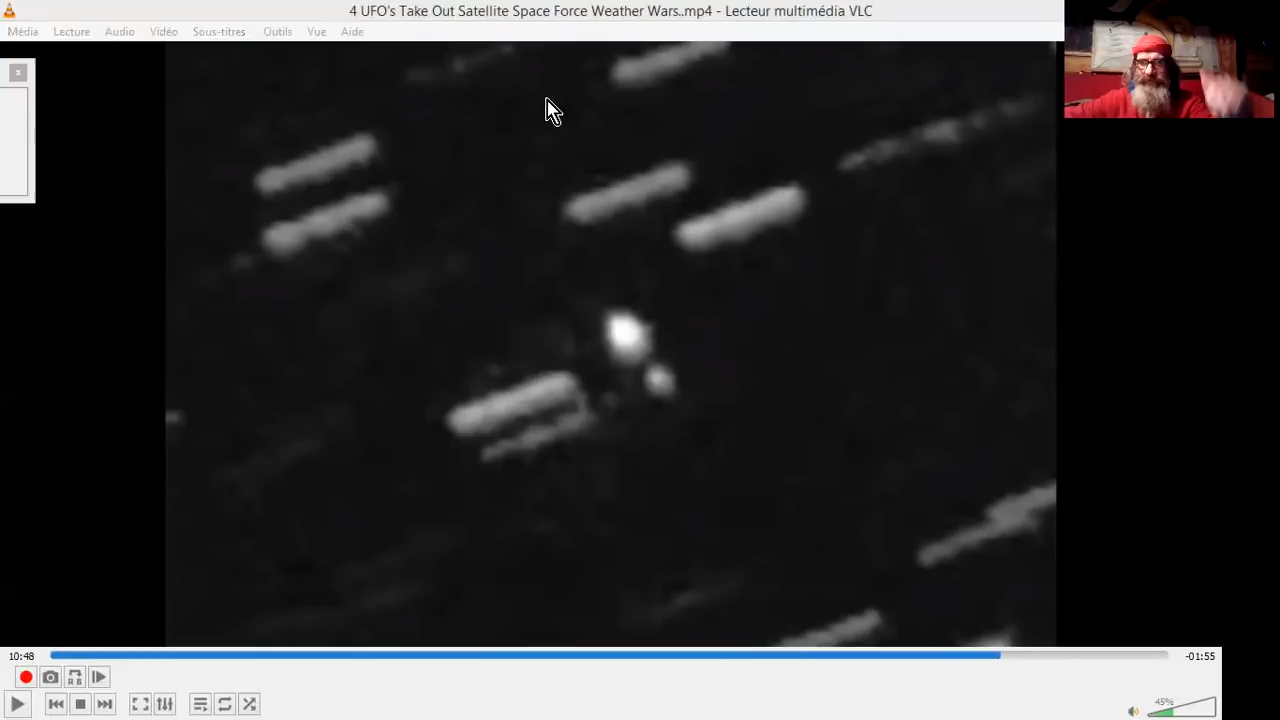 4 UFO's Take Out Satellite Space Force Weather Wars..mp4 - Lecteur multimédia VLC
Média Lecture Audio Vidéo Sous-titres Outils Vue Aide
x
10:48 -01:55
A B
45%